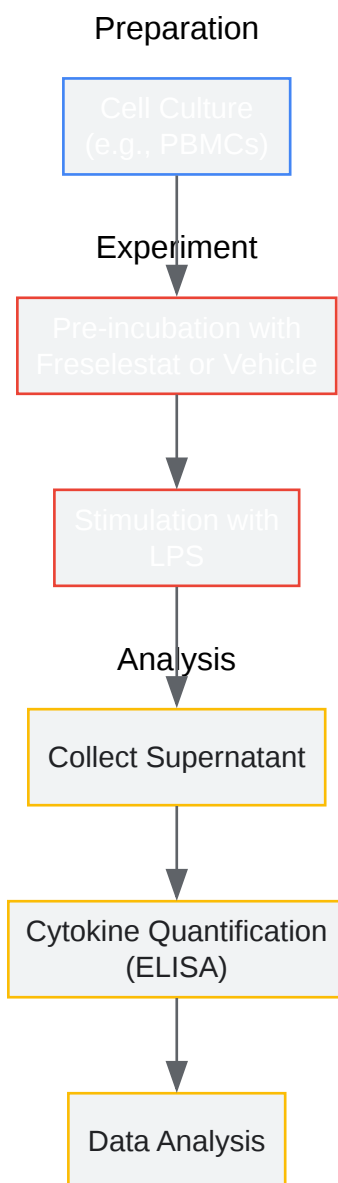 Preparation
Cell Culture
(e.g., PBMCs)
Experiment
Pre-incubation with
Freselestat or Vehicle
Stimulation with
LPS
Analysis
Collect Supernatant
Cytokine Quantification
(ELISA)
Data Analysis